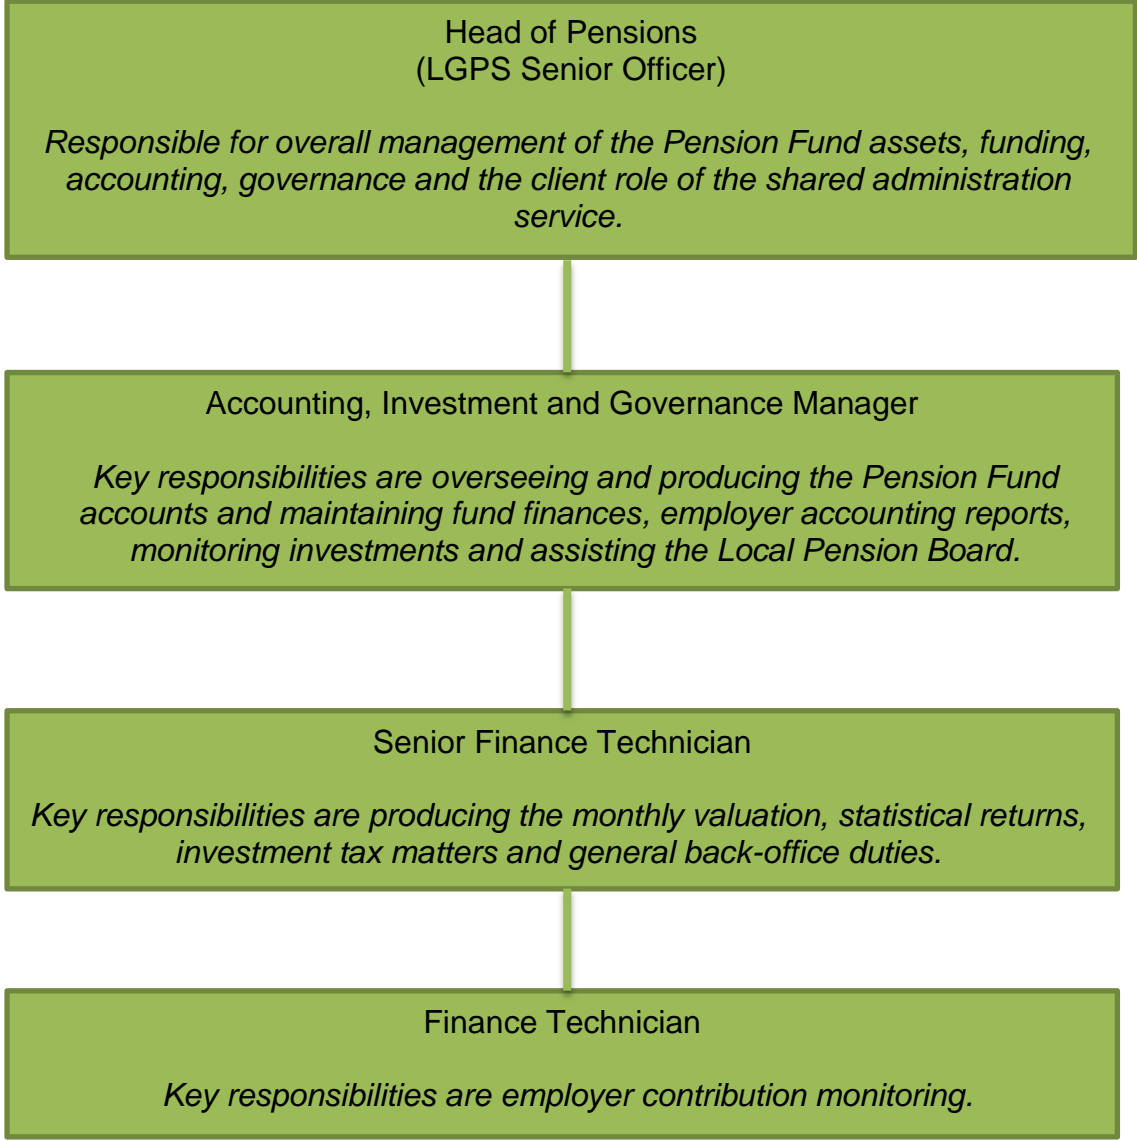 Head of Pensions
(LGPS Senior Officer)
Responsible for overall management of the Pension Fund assets, funding,
accounting, governance and the client role of the shared administration
service.
Accounting, Investment and Governance Manager
Key responsibilities are overseeing and producing the Pension Fund
accounts and maintaining fund finances, employer accounting reports,
monitoring investments and assisting the Local Pension Board.
Senior Finance Technician
Key responsibilities are producing the monthly valuation, statistical returns,
investment tax matters and general back-office duties.
Finance Technician
Key responsibilities are employer contribution monitoring.